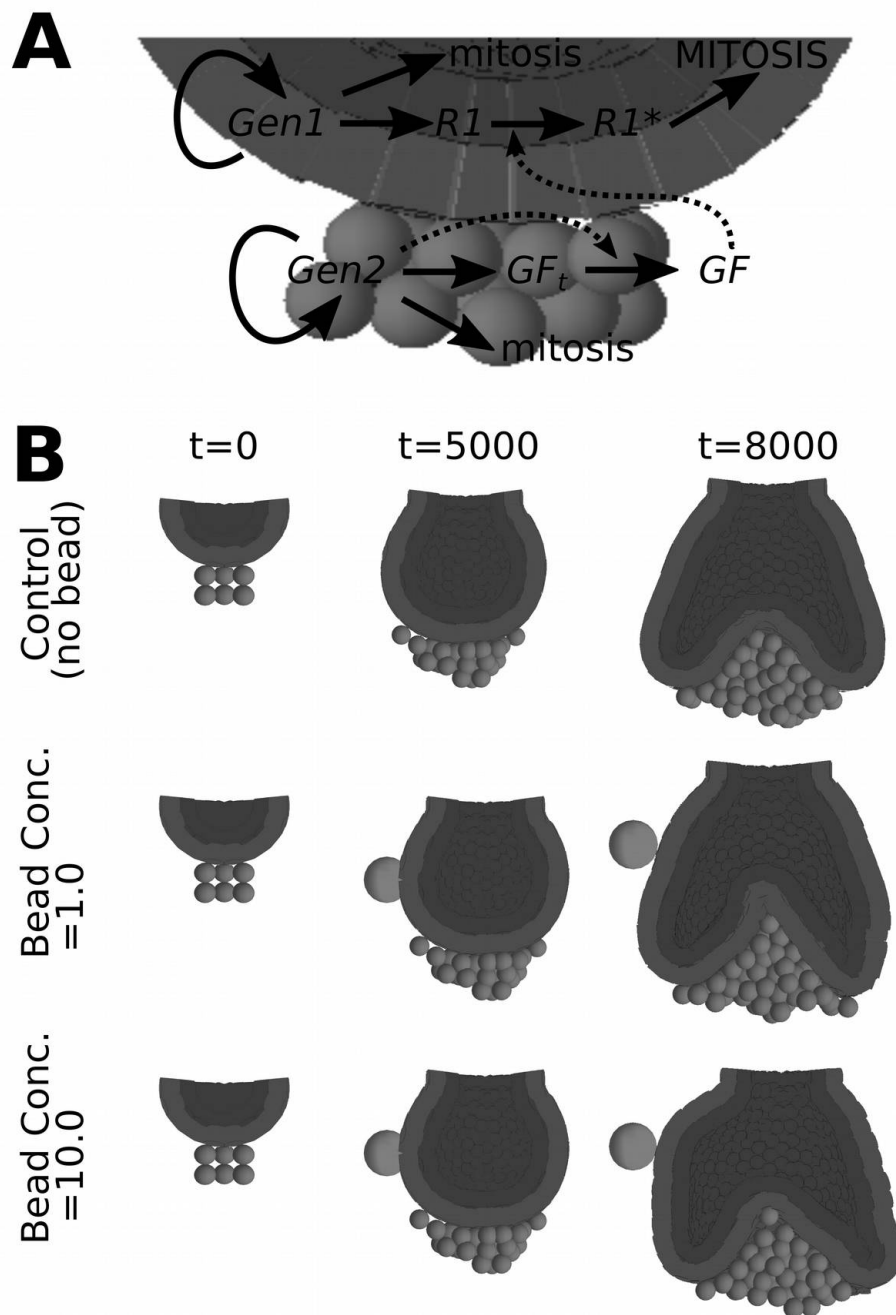 A
mitosis
MITOSIS
Gen1
R1
R1*
Gen2
GFt
GF
mitosis
B
t=0
t=5000
t=8000
Control
(no bead)
Bead Conc.
=1.0
Bead Conc.
=10.0